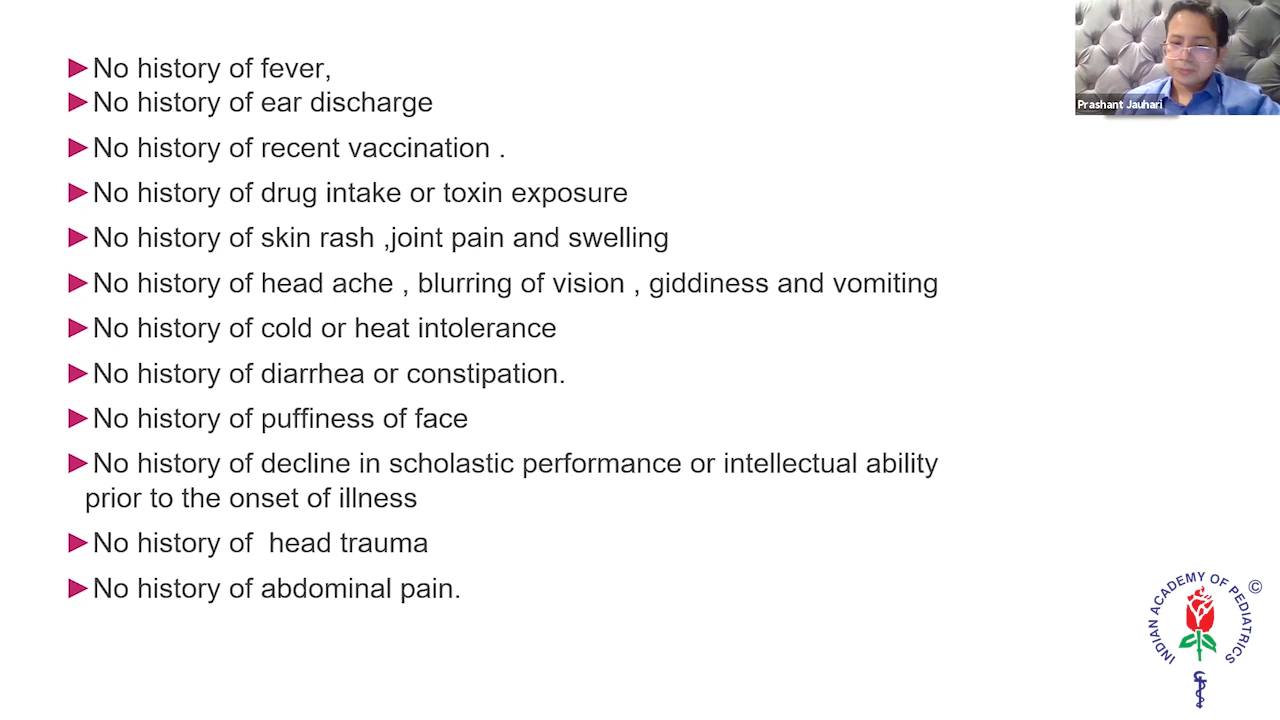 ►No history of fever,
►No history of ear discharge
►No history of recent vaccination .
►No history of drug intake or toxin exposure
►No history of skin rash ,joint pain and swelling
►No history of head ache , blurring of vision , giddiness and vomiting
►No history of cold or heat intolerance
►No history of diarrhea or constipation.
►No history of puffiness of face
►No history of decline in scholastic performance or intellectual ability
prior to the onset of illness
►No history of  head trauma
►No history of abdominal pain.
Prashant Jauhari
INDIAN ACADEMY OF PEDIATRICS ©